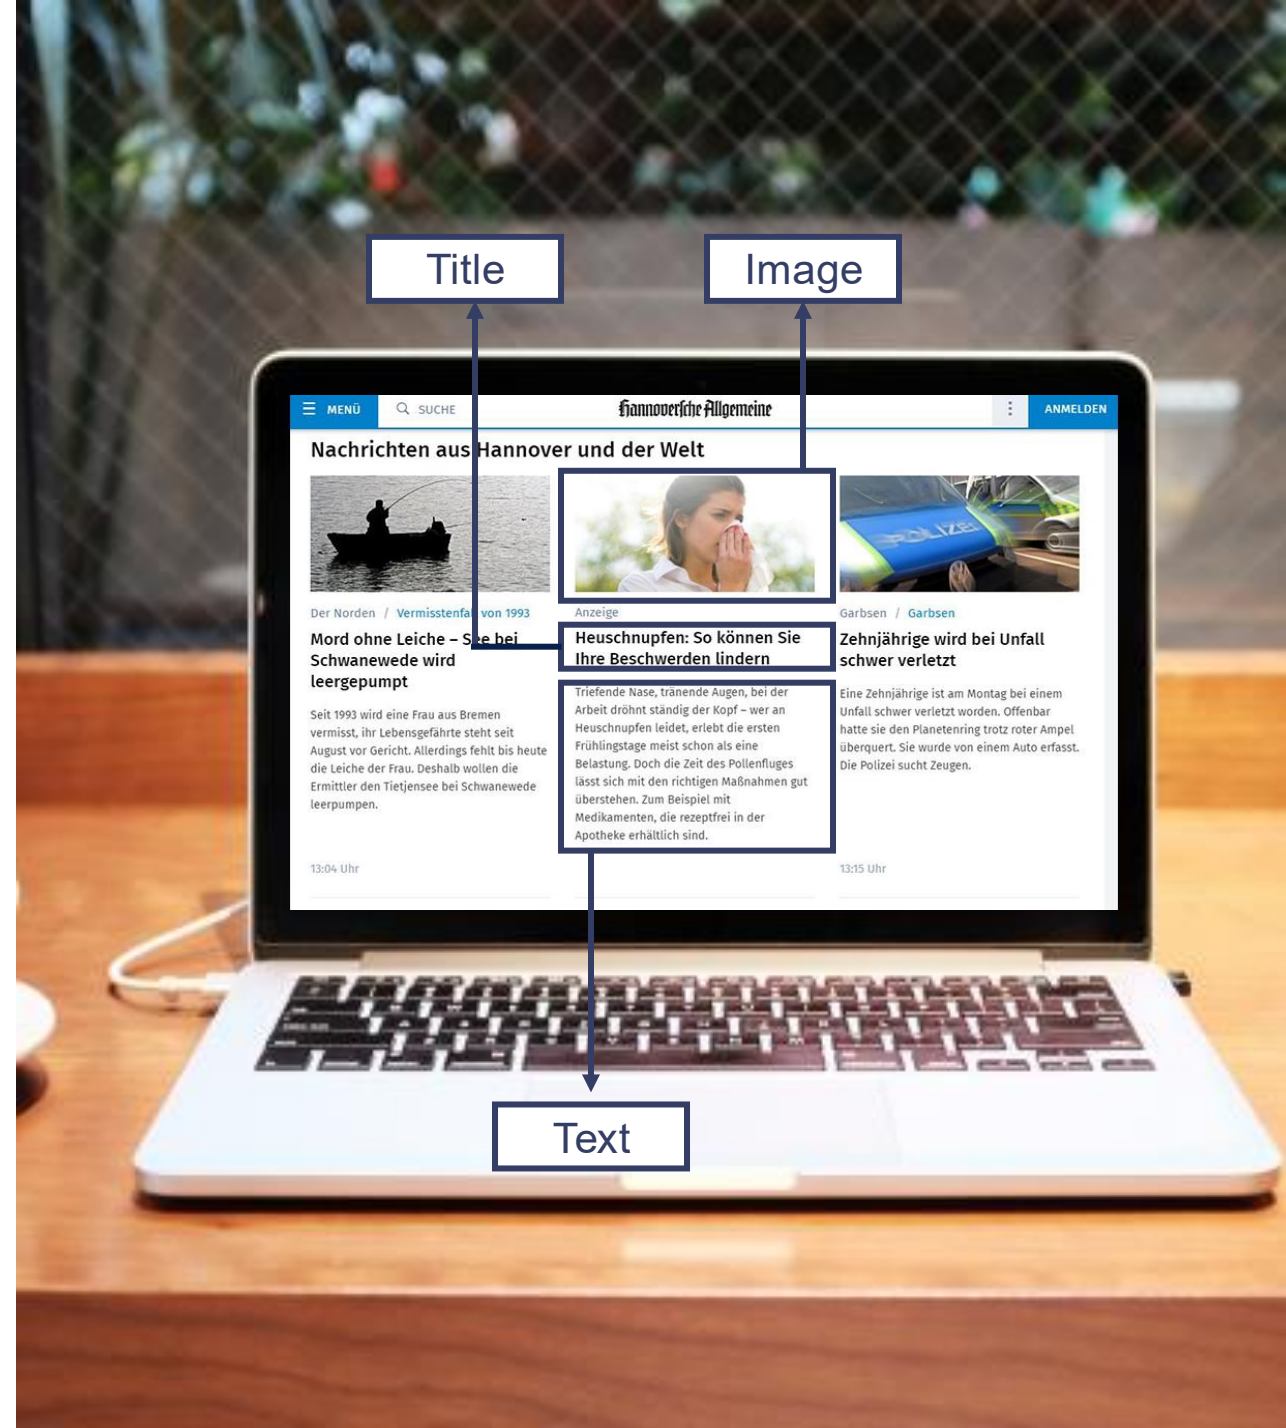 Title
Image
MENÜ
SUCHE
Hannoversche Allgemeine
ANMELDEN
Nachrichten aus Hannover und der Welt
Der Norden / Vermisstenfall von 1993
Mord ohne Leiche – See bei
Schwanewede wird
leergepumpt
Seit 1993 wird eine Frau aus Bremen
vermisst, ihr Lebensgefährte steht seit
August vor Gericht. Allerdings fehlt bis heute
die Leiche der Frau. Deshalb wollen die
Ermittler den Tietjensee bei Schwanewede
leerpumpen.
13:04 Uhr
Anzeige
Heuschnupfen: So können Sie
Ihre Beschwerden lindern
Triefende Nase, tränende Augen, bei der
Arbeit dröhnt ständig der Kopf – wer an
Heuschnupfen leidet, erlebt die ersten
Frühlingstage meist schon als eine
Belastung. Doch die Zeit des Pollenfluges
lässt sich mit den richtigen Maßnahmen gut
überstehen. Zum Beispiel mit
Medikamenten, die rezeptfrei in der
Apotheke erhältlich sind.
POLIZEI
Garbsen / Garbsen
Zehnjährige wird bei Unfall
schwer verletzt
Eine Zehnjährige ist am Montag bei einem
Unfall schwer verletzt worden. Offenbar
hatte sie den Planetenring trotz roter Ampel
überquert. Sie wurde von einem Auto erfasst.
Die Polizei sucht Zeugen.
13:15 Uhr
Text